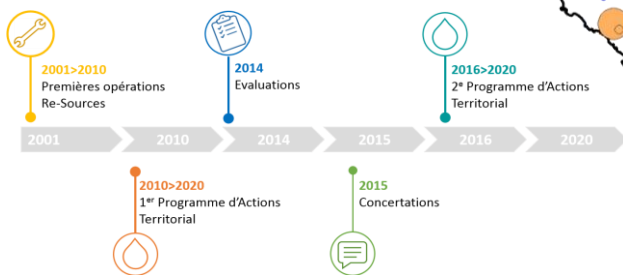 2001>2010
Premières opérations
Re-Sources
2014
Evaluations
2016>2020
2e Programme d'Actions
Territorial
2001
2010
2014
2015
2016
2020
2010>2020
1er Programme d'Actions
Territorial
2015
Concertations